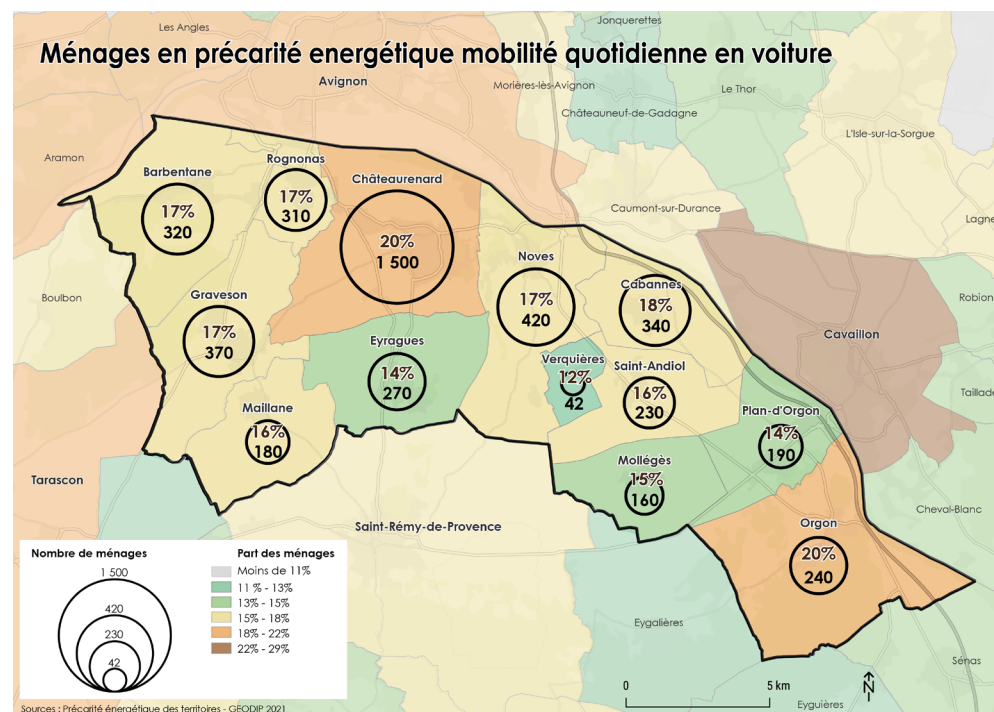 Jonquerettes
Les Angles
Ménages en précarité energétique mobilité quotidienne en voiture
Avignon
Morières-lès-Avignon
Le Thor
Châteauneuf-de-Gadagne
L'Isle-sur-la-Sorgue
Aramon
Rognonas
17%
310
Barbentane
17%
320
Châteaurenard
20%
1 500
Caumont-sur-Durance
Lagne
Noves
17%
420
Cabannes
18%
340
Boulbon
Graveson
17%
370
Robion
Cavaillon
Eyragues
14%
270
Verquières
12%
42
Saint-Andiol
16%
230
Taillade
Maillane
16%
180
Plan-d'Orgon
14%
190
Mollégès
15%
160
Tarascon
Saint-Rémy-de-Provence
Cheval-Blanc
Orgon
20%
240
Eygalières
Sénas
Eyguières
Nombre de ménages
1 500
420
230
42
Part des ménages
Moins de 11%
11 % - 13%
13% - 15%
15% - 18%
18% - 22%
22% - 29%
0
5 km
N
Sources : Précarité énergétique des territoires - GEODIP 2021